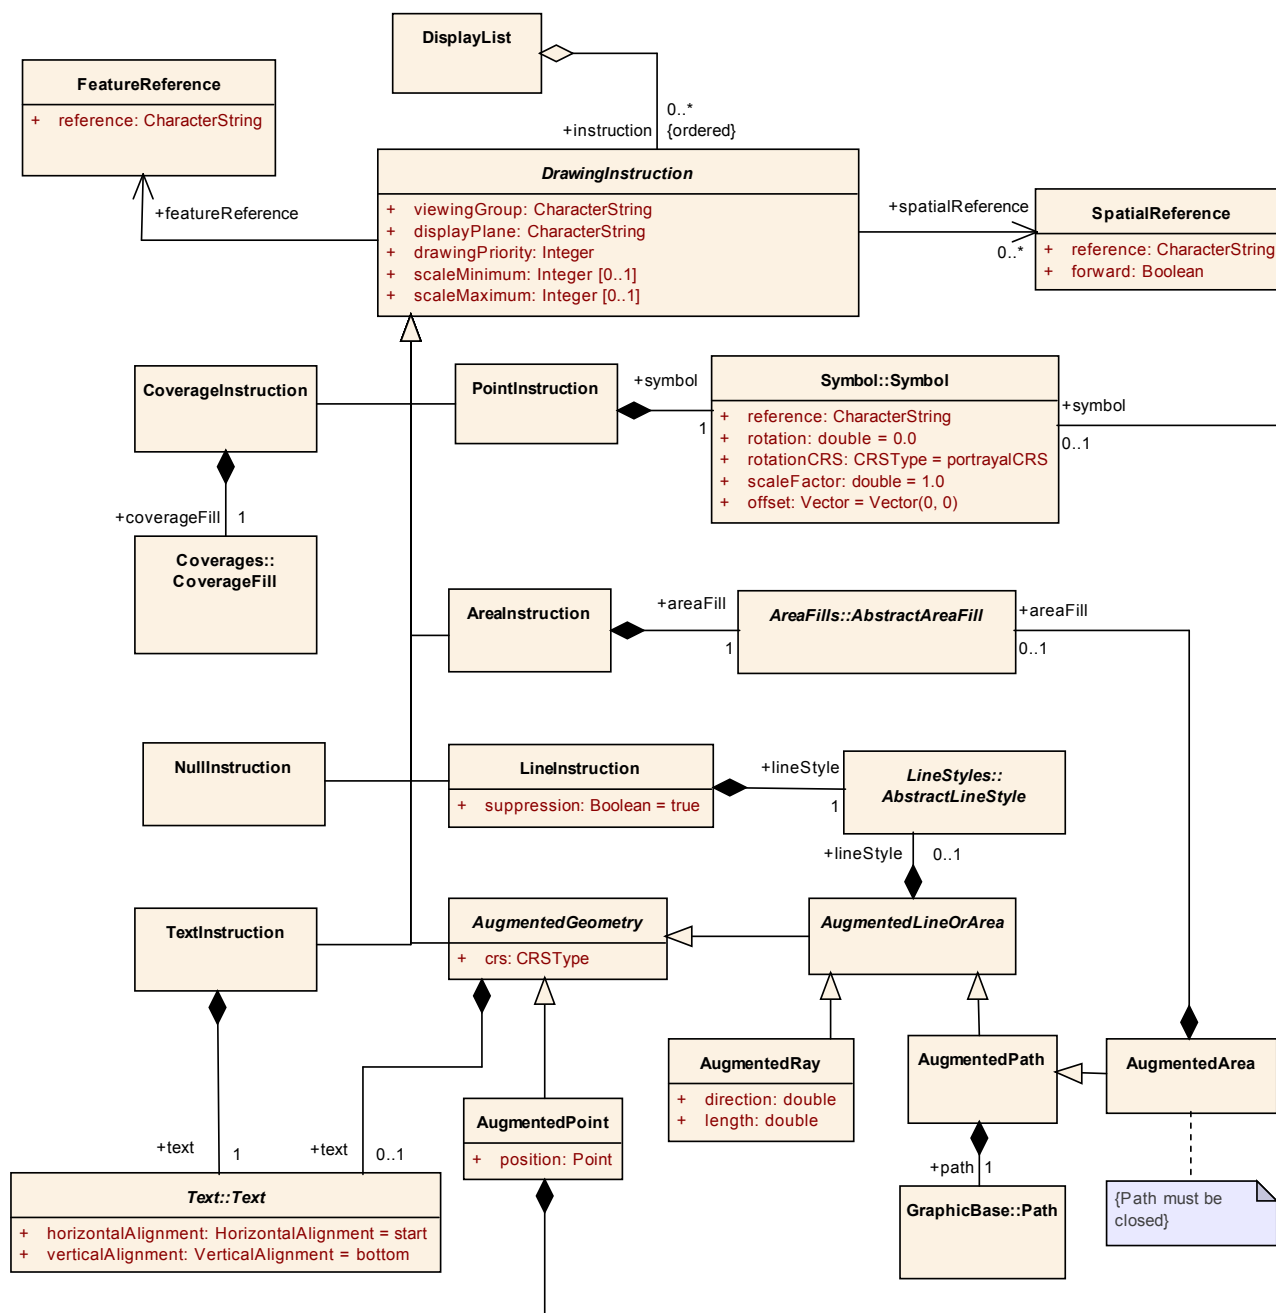 DisplayList
FeatureReference
+ reference: CharacterString
0..*
+instruction {ordered}
DrawingInstruction
+ viewingGroup: CharacterString
+ displayPlane: CharacterString
+ drawingPriority: Integer
+ scaleMinimum: Integer [0..1]
+ scaleMaximum: Integer [0..1]
+featureReference
+spatialReference
0..*
SpatialReference
+ reference: CharacterString
+ forward: Boolean
CoverageInstruction
PointInstruction
+symbol
1
Symbol::Symbol
+ reference: CharacterString
+ rotation: double = 0.0
+ rotationCRS: CRSType = portrayalCRS
+ scaleFactor: double = 1.0
+ offset: Vector = Vector(0, 0)
+symbol
0..1
+coverageFill 1
Coverages::
CoverageFill
AreaInstruction
+areaFill
1
AreaFills::AbstractAreaFill
+areaFill
0..1
NullInstruction
LineInstruction
+ suppression: Boolean = true
+lineStyle
1
LineStyles::
AbstractLineStyle
+lineStyle 0..1
TextInstruction
AugmentedGeometry
+ crs: CRSType
AugmentedLineOrArea
AugmentedRay
+ direction: double
+ length: double
AugmentedPath
AugmentedArea
AugmentedPoint
+ position: Point
+text 1
+text 0..1
+path 1
Text::Text
+ horizontalAlignment: HorizontalAlignment = start
+ verticalAlignment: VerticalAlignment = bottom
GraphicBase::Path
{Path must be
closed}